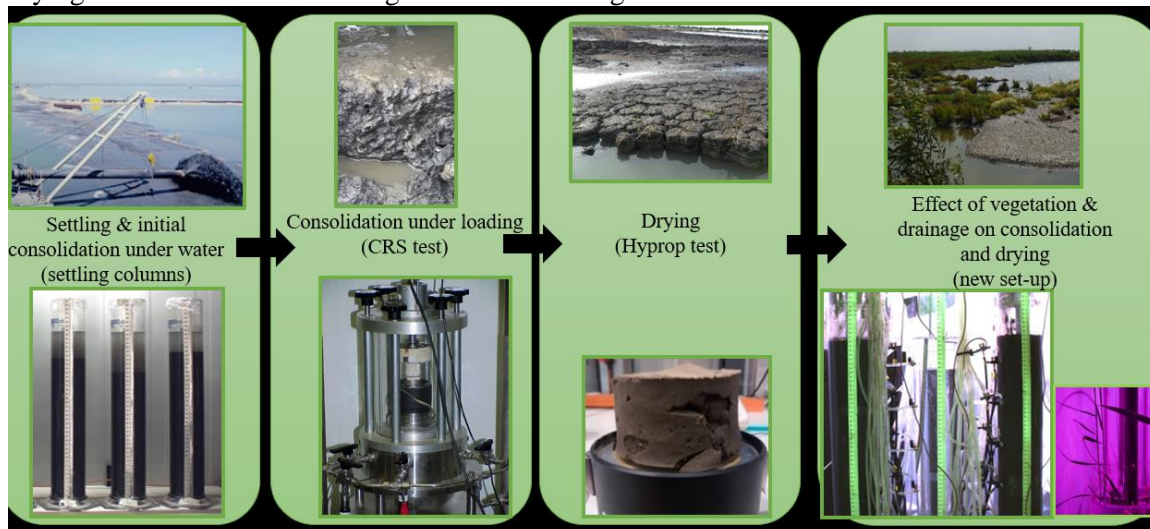 Settling & initial
consolidation under water
(settling columns)
Consolidation under loading
(CRS test)
Drying
(Hyprop test)
Effect of vegetation &
drainage on consolidation
and drying
(new set-up)